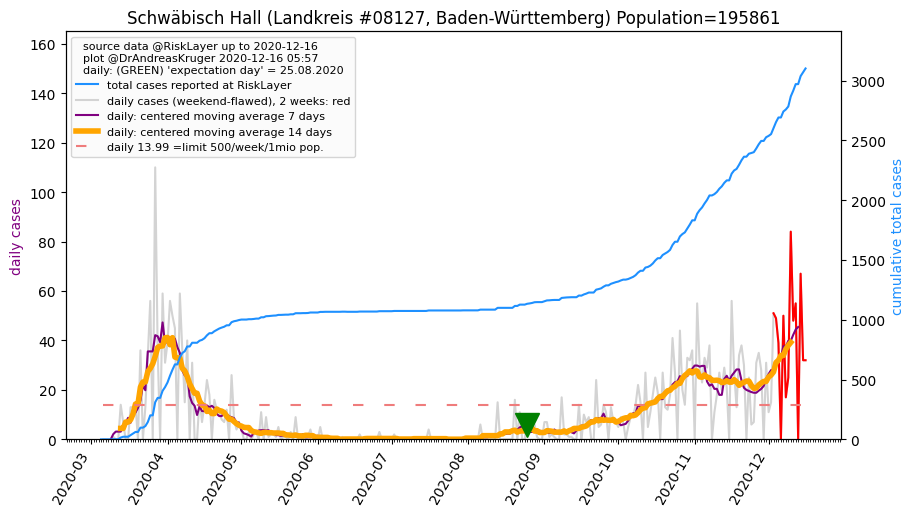 Schwäbisch Hall (Landkreis #08127, Baden-Württemberg) Population=195861
source data @RiskLayer up to 2020-12-16
plot @DrAndreasKruger 2020-12-16 05:57
daily: (GREEN) 'expectation day' = 25.08.2020
total cases reported at RiskLayer
daily cases (weekend-flawed), 2 weeks: red
daily: centered moving average 7 days
daily: centered moving average 14 days
daily 13.99 =limit 500/week/1mio pop.
daily cases
160
140
120
100
80
60
40
20
0
cumulative total cases
3000
2500
2000
1500
1000
500
0
2020-03
2020-04
2020-05
2020-06
2020-07
2020-08
2020-09
2020-10
2020-11
2020-12